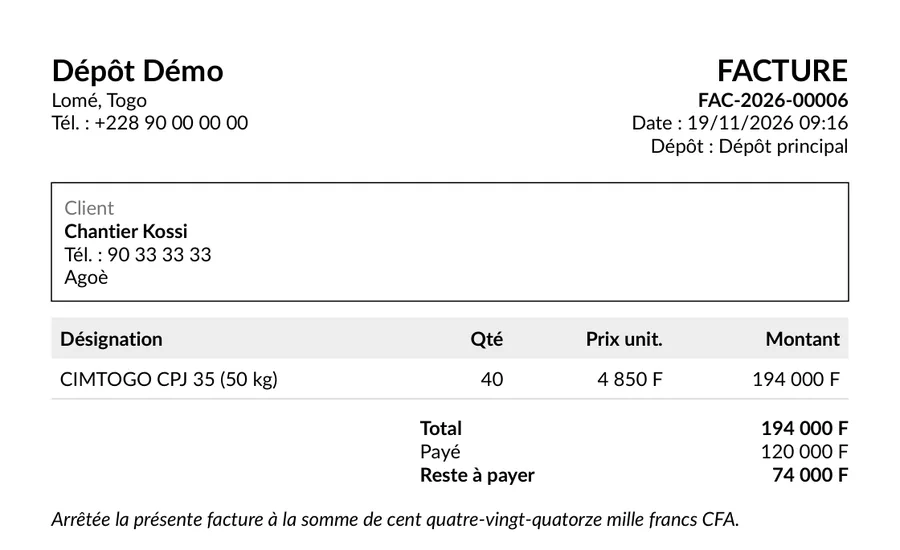 Dépôt Démo
Lomé, Togo
Tél. : +228 90 00 00 00
FACTURE
FAC-2026-00006
Date : 19/11/2026 09:16
Dépôt : Dépôt principal
Client
Chantier Kossi
Tél. : 90 33 33 33
Agoè
Désignation Qté Prix unit. Montant
CIMTOGO CPJ 35 (50 kg) 40 4 850 F 194 000 F
Total 194 000 F
Payé 120 000 F
Reste à payer 74 000 F
Arrêtée la présente facture à la somme de cent quatre-vingt-quatorze mille francs CFA.